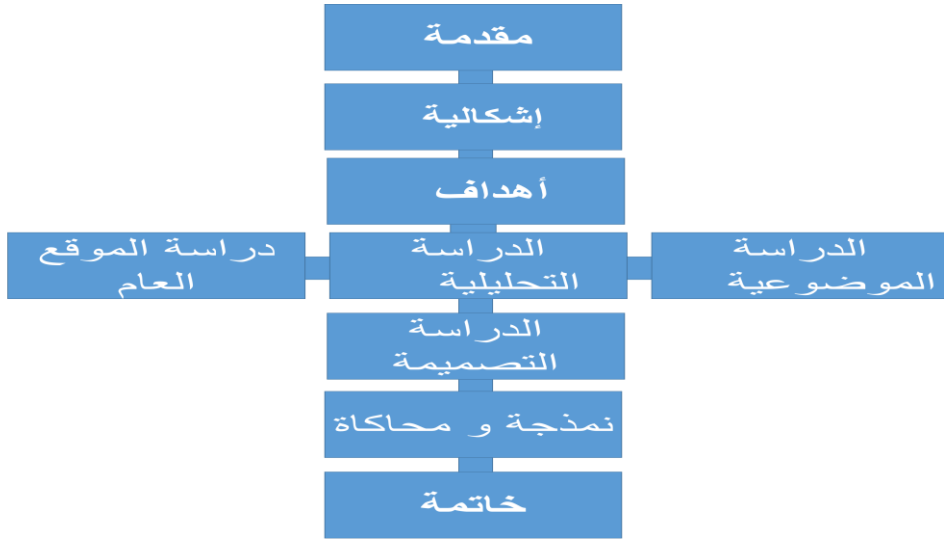 مقدمة
إشكالية
أهداف
الدراسة
الموضوعية
الدراسة
التحليلية
دراسة الموقع
العام
الدراسة
التصميمة
نمذجة و محاكاة
خاتمة